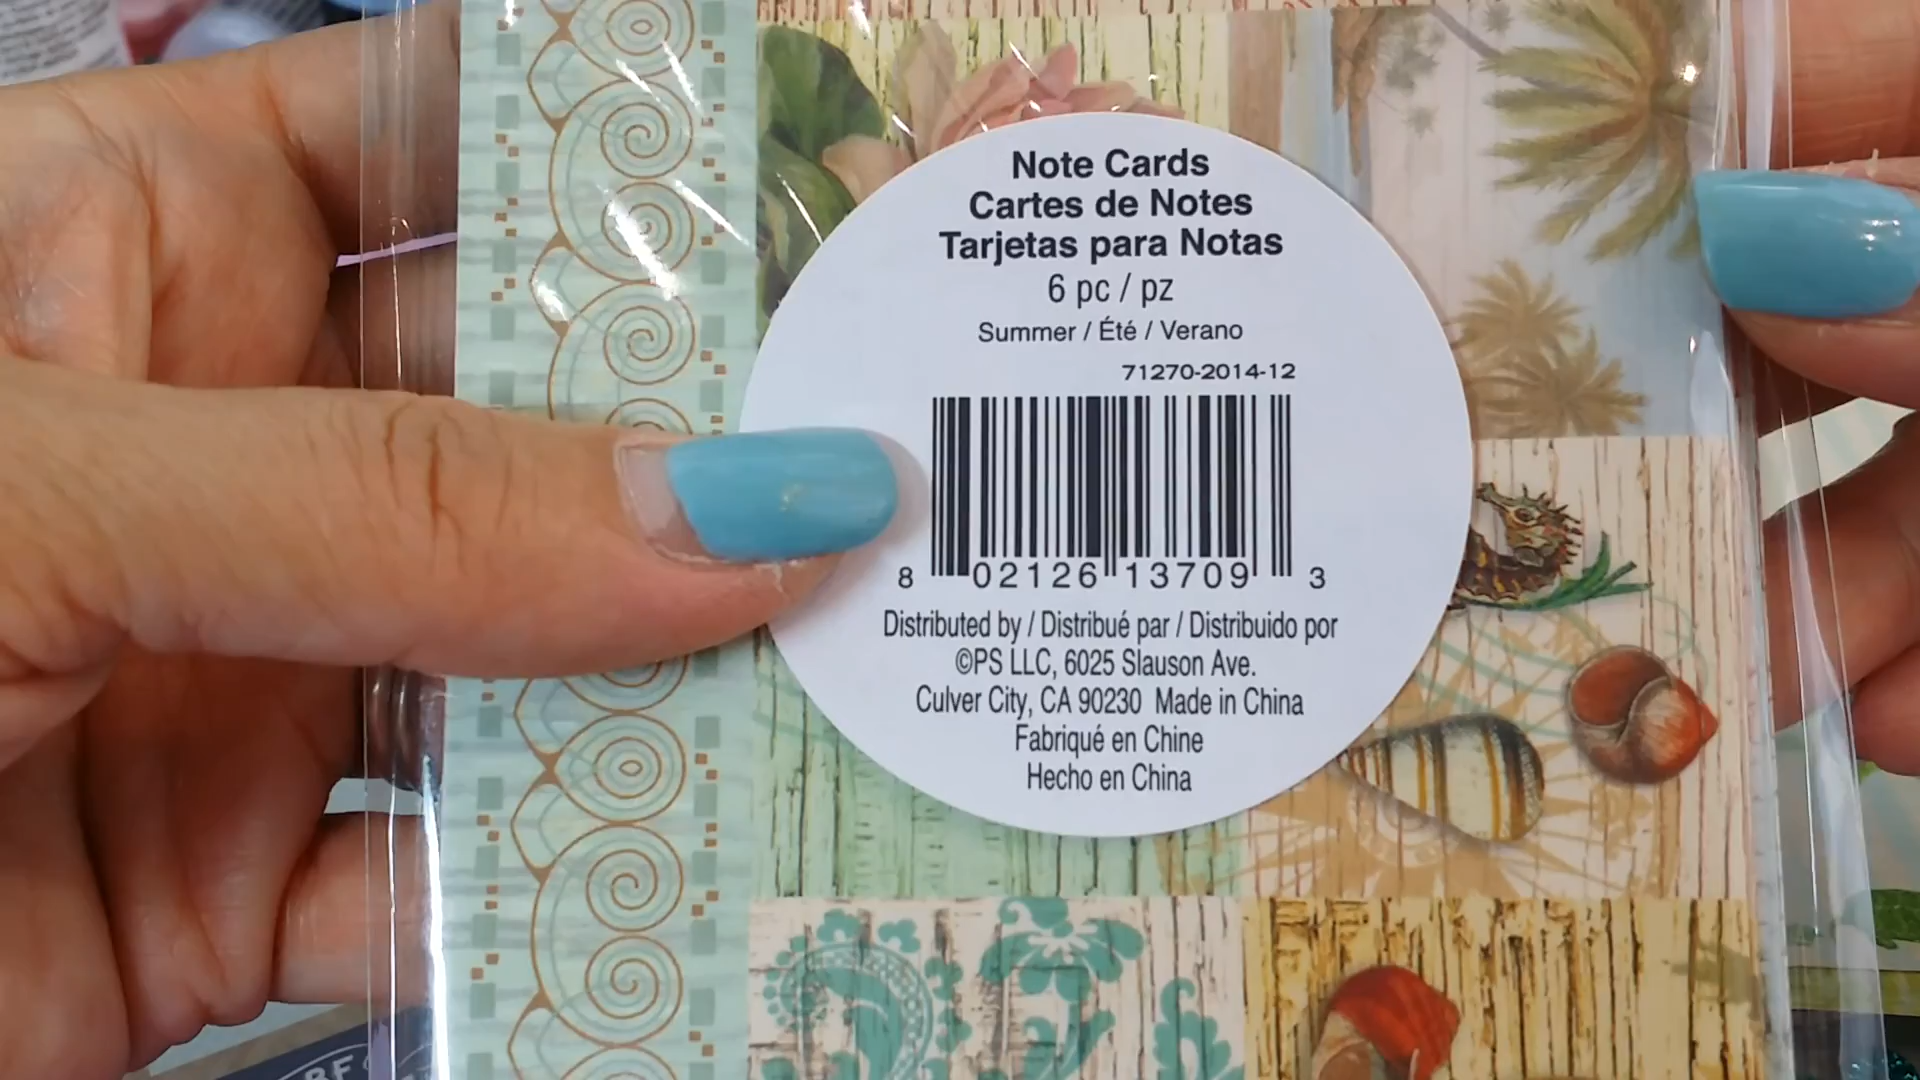 Note Cards
Cartes de Notes
Tarjetas para Notas
6 pc / pz
Summer / Été / Verano
71270-2014-12
8 02126 13709 3
Distributed by / Distribué par / Distribuido por
©PS LLC, 6025 Slauson Ave.
Culver City, CA 90230 Made in China
Fabriqué en Chine
Hecho en China